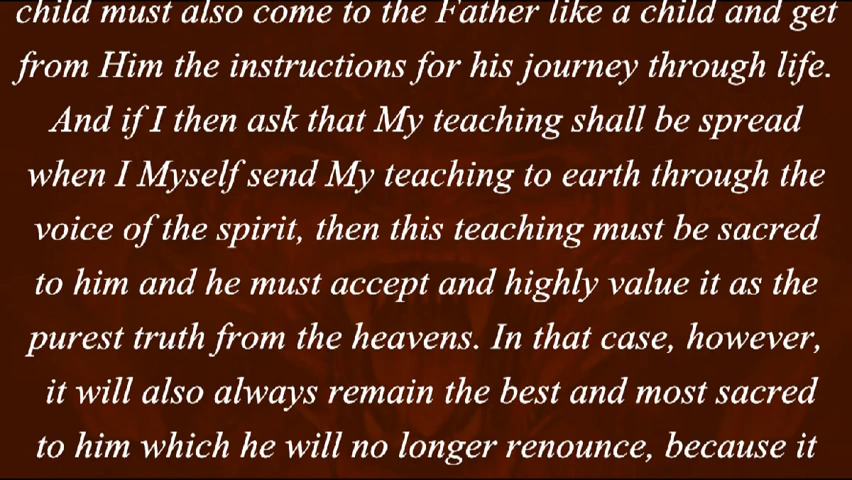 child must also come to the Father like a child and get
from Him the instructions for his journey through life.
And if I then ask that My teaching shall be spread
when I Myself send My teaching to earth through the
voice of the spirit, then this teaching must be sacred
to him and he must accept and highly value it as the
purest truth from the heavens. In that case, however,
it will also always remain the best and most sacred
to him which he will no longer renounce, because it